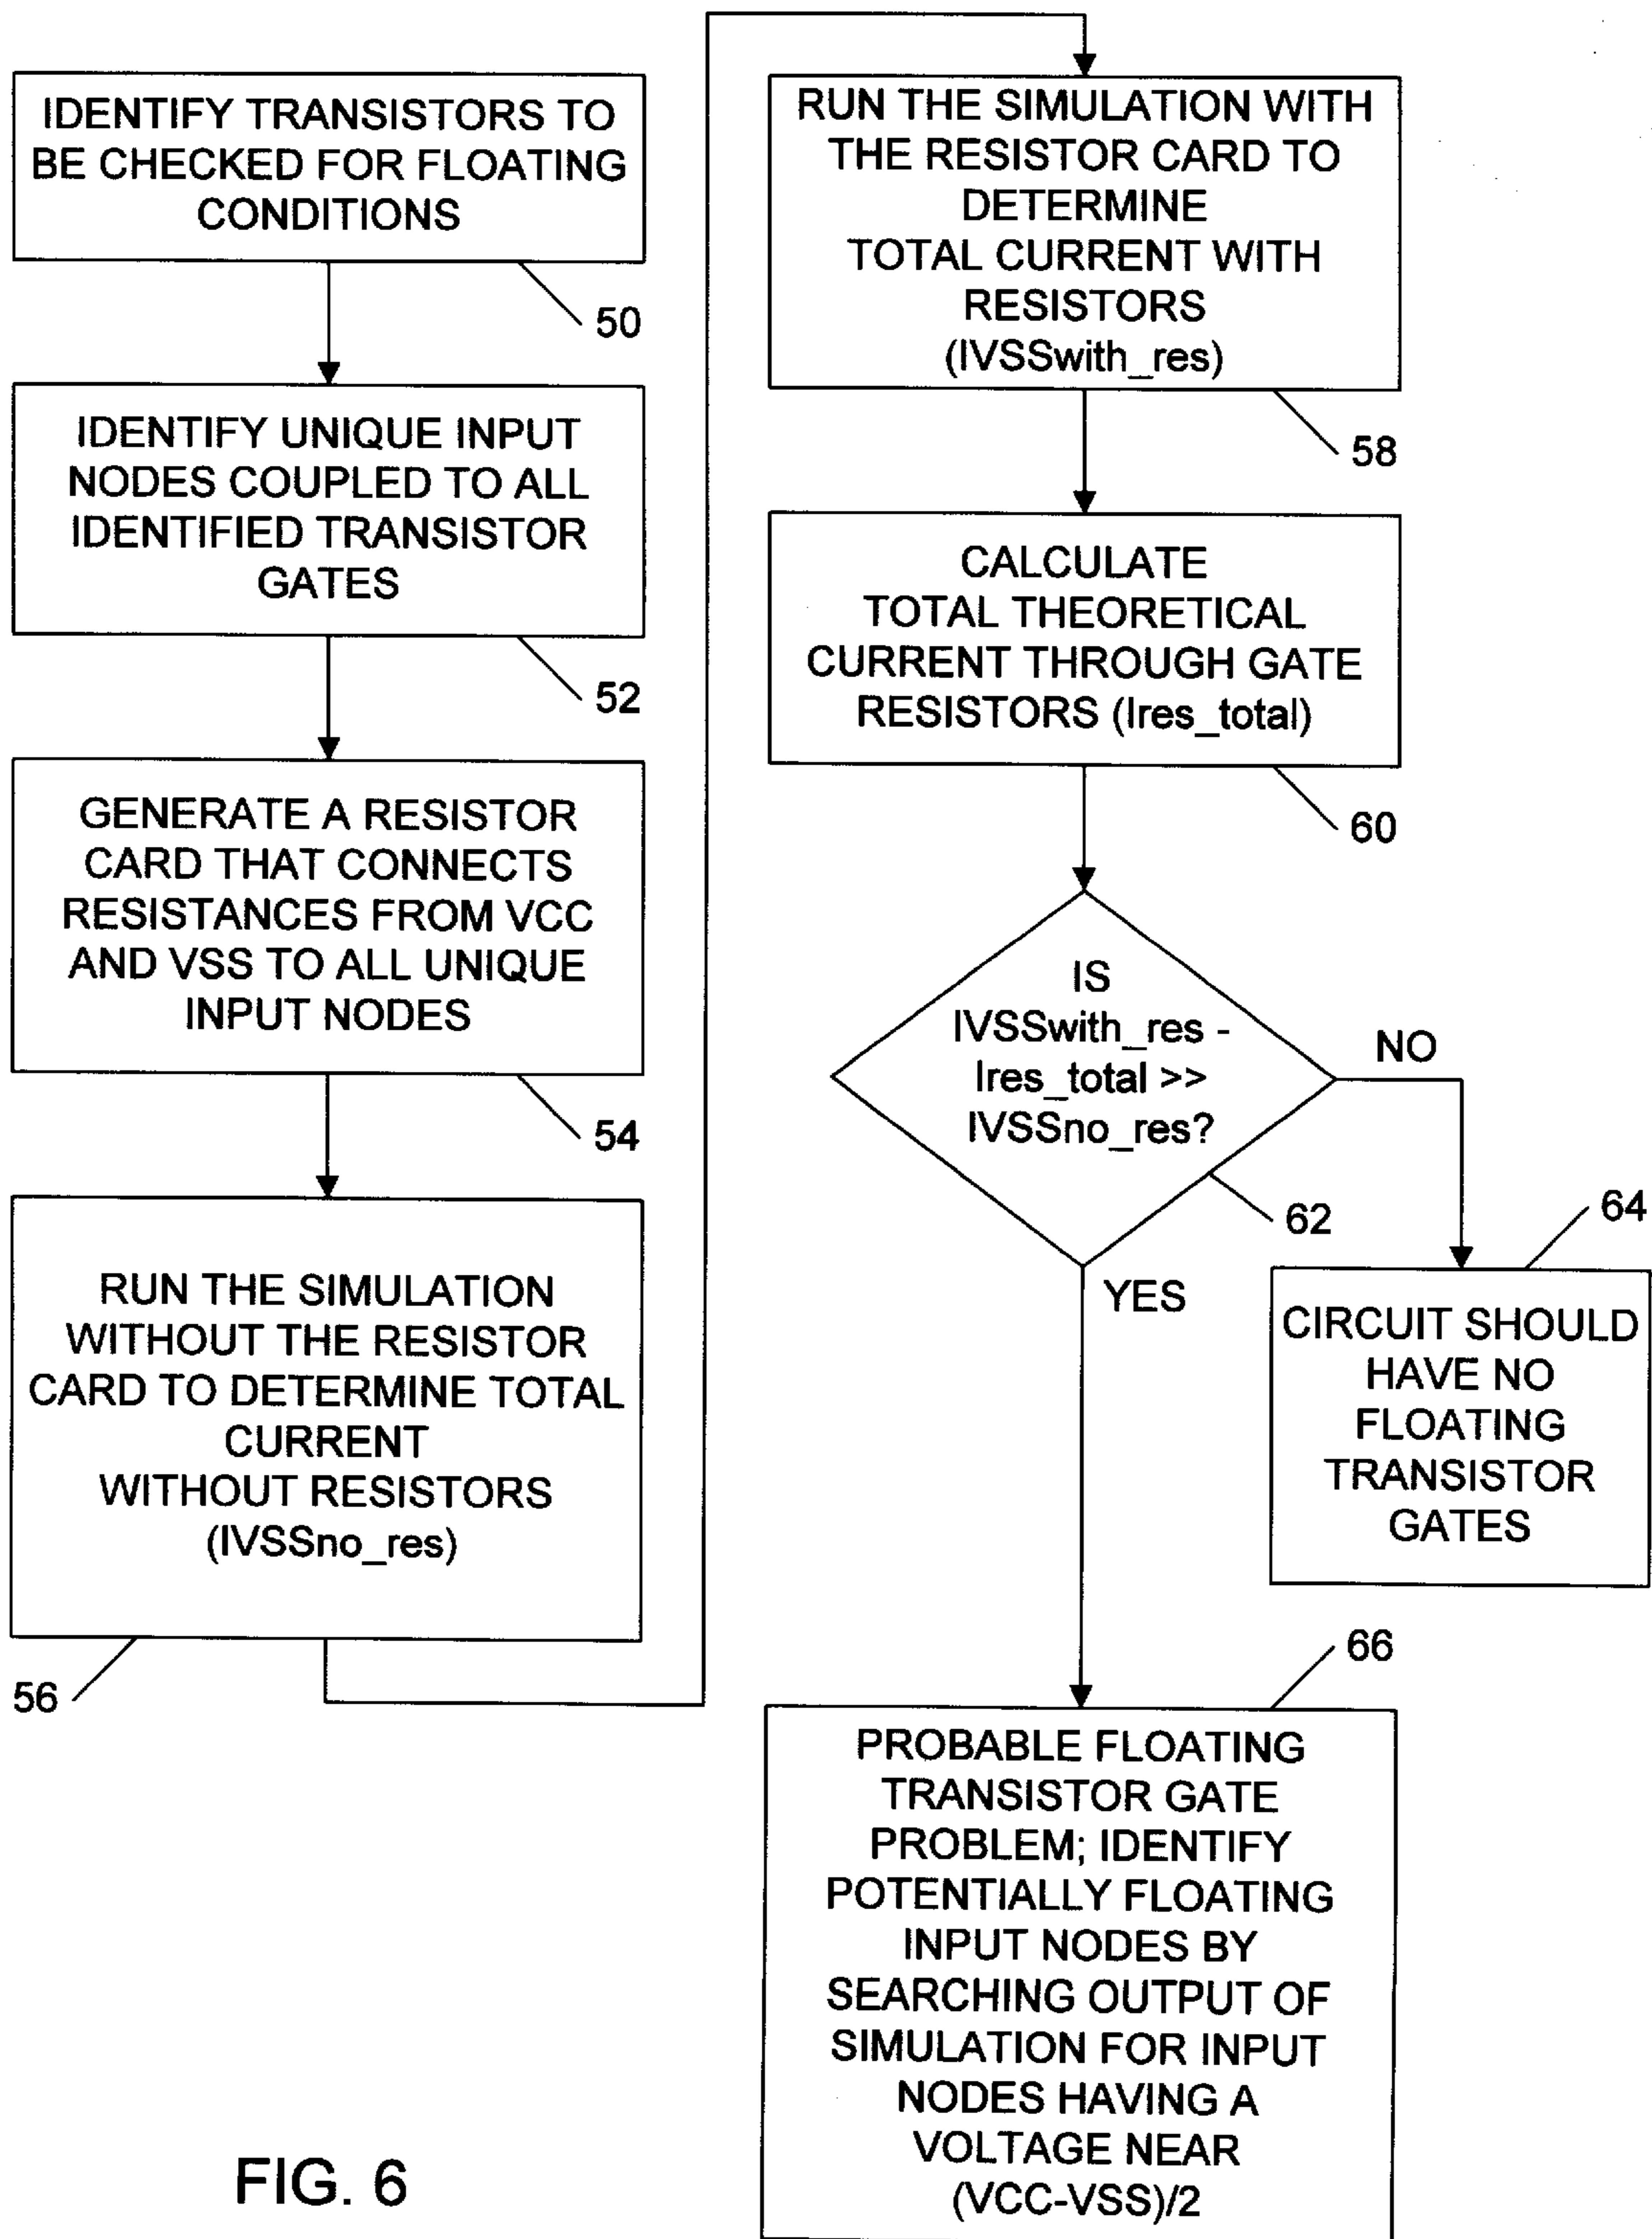 IDENTIFY TRANSISTORS TO
BE CHECKED FOR FLOATING
CONDITIONS
50
IDENTIFY UNIQUE INPUT
NODES COUPLED TO ALL
IDENTIFIED TRANSISTOR
GATES
52
GENERATE A RESISTOR
CARD THAT CONNECTS
RESISTANCES FROM VCC
AND VSS TO ALL UNIQUE
INPUT NODES
54
RUN THE SIMULATION
WITHOUT THE RESISTOR
CARD TO DETERMINE TOTAL
CURRENT
WITHOUT RESISTORS
(IVSSno_res)
56
RUN THE SIMULATION WITH
THE RESISTOR CARD TO
DETERMINE
TOTAL CURRENT WITH
RESISTORS
(IVSSwith_res)
58
CALCULATE
TOTAL THEORETICAL
CURRENT THROUGH GATE
RESISTORS (Ires_total)
60
IS
IVSSwith_res -
Ires_total >>
IVSSno_res?
62
NO
YES
64
CIRCUIT SHOULD
HAVE NO
FLOATING
TRANSISTOR
GATES
66
PROBABLE FLOATING
TRANSISTOR GATE
PROBLEM; IDENTIFY
POTENTIALLY FLOATING
INPUT NODES BY
SEARCHING OUTPUT OF
SIMULATION FOR INPUT
NODES HAVING A
VOLTAGE NEAR
(VCC-VSS)/2
FIG. 6